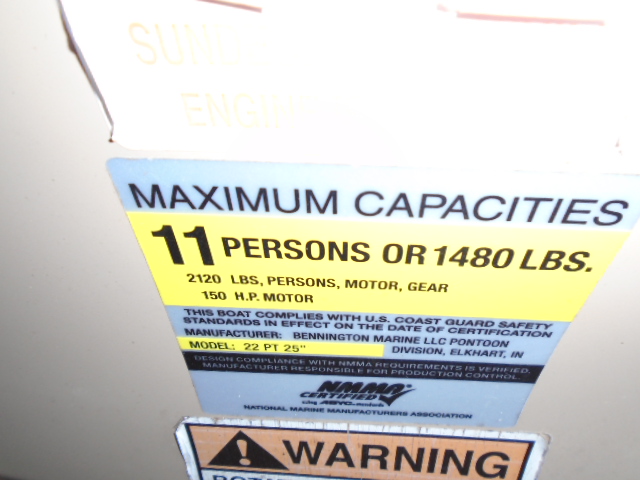 MAXIMUM CAPACITIES
11 PERSONS OR 1480 LBS.
2120 LBS, PERSONS, MOTOR, GEAR
150 H.P. MOTOR
THIS BOAT COMPLIES WITH U.S. COAST GUARD SAFETY
STANDARDS IN EFFECT ON THE DATE OF CERTIFICATION
MANUFACTURER: BENNINGTON MARINE LLC PONTOON
MODEL: 22 PT 25" DIVISION, ELKHART, IN
DESIGN COMPLIANCE WITH NMMA REQUIREMENTS IS VERIFIED.
MANUFACTURER RESPONSIBLE FOR PRODUCTION CONTROL.
NMMA
CERTIFIED
NATIONAL MARINE MANUFACTURERS ASSOCIATION
WARNING